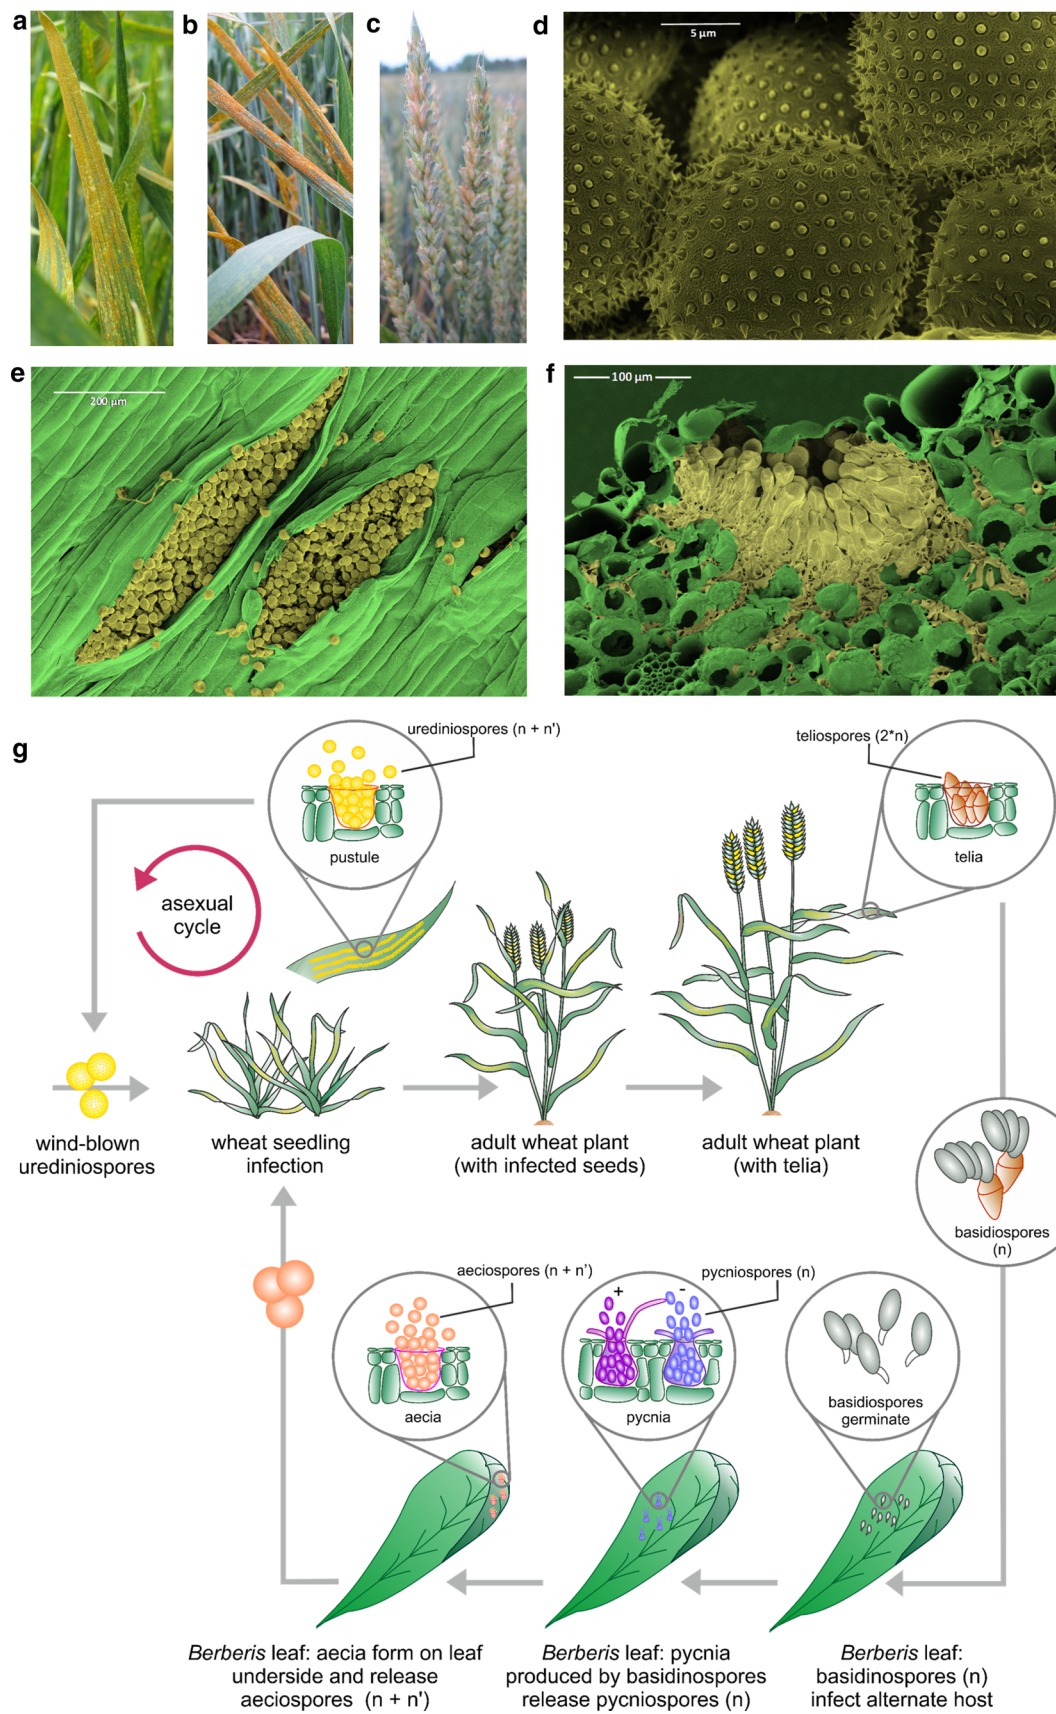 a
b
c
d
5 μm
e
200 μm
f
100 μm
g
urediniospores (n + n')
pustule
asexual
cycle
teliospores (2*n)
telia
wind-blown
urediniospores
wheat seedling
infection
adult wheat plant
(with infected seeds)
adult wheat plant
(with telia)
basidiospores
(n)
aeciospores (n + n')
aecia
pycniospores (n)
+
-
pycnia
basidiospores
germinate
Berberis leaf: aecia form on leaf
underside and release
aeciospores (n + n')
Berberis leaf: pycnia
produced by basidinospores
release pycniospores (n)
Berberis leaf:
basidinospores (n)
infect alternate host